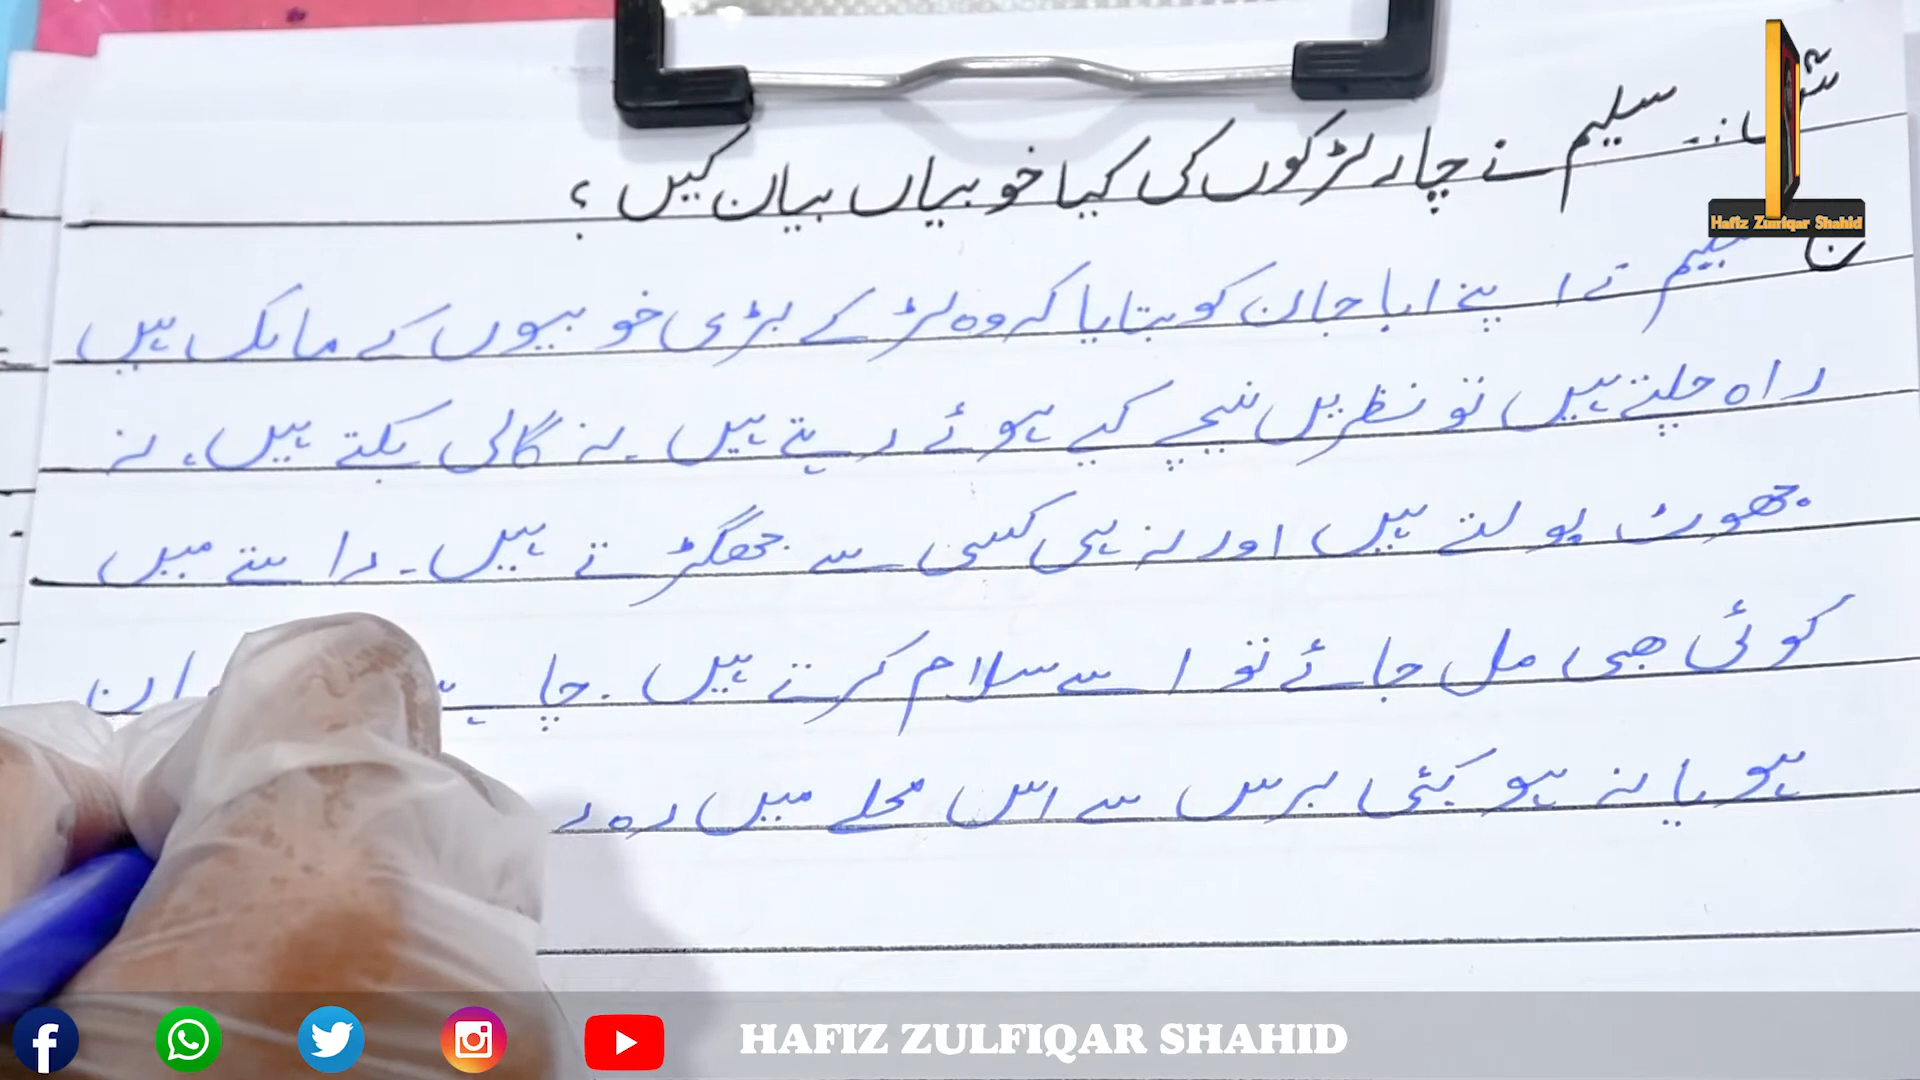 Hafiz Zulfiqar Shahid
سلیم نے چار لڑکوں کی کیا خوبیاں بیان کیں ؟
سلیم نے اپنے ابا جان کو بتایا کہ وہ لڑکے بڑی خوبیوں کے مالک ہیں
راہ چلتے ہیں تو نظریں نیچے کیے ہوئے رہتے ہیں ۔ نہ گالی بکتے ہیں، نہ
جھوٹ بولتے ہیں اور نہ ہی کسی سے جھگڑتے ہیں ۔ راستے میں
کوئی بھی مل جائے تو اسے سلام کرتے ہیں ۔ چا ان
ہو یا نہ ہو کئی برس سے اس محلے میں رہ ر
HAFIZ ZULFIQAR SHAHID